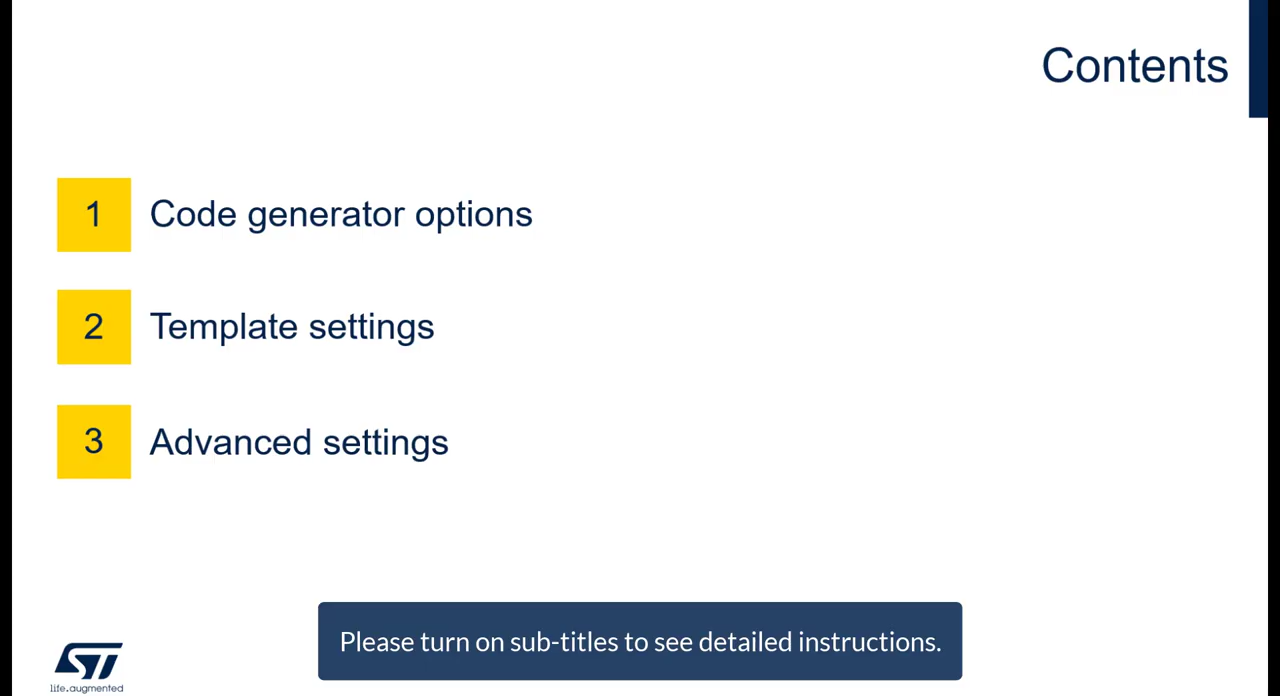 Contents
1 Code generator options
2 Template settings
3 Advanced settings
Please turn on sub-titles to see detailed instructions.
ST
life.augmented